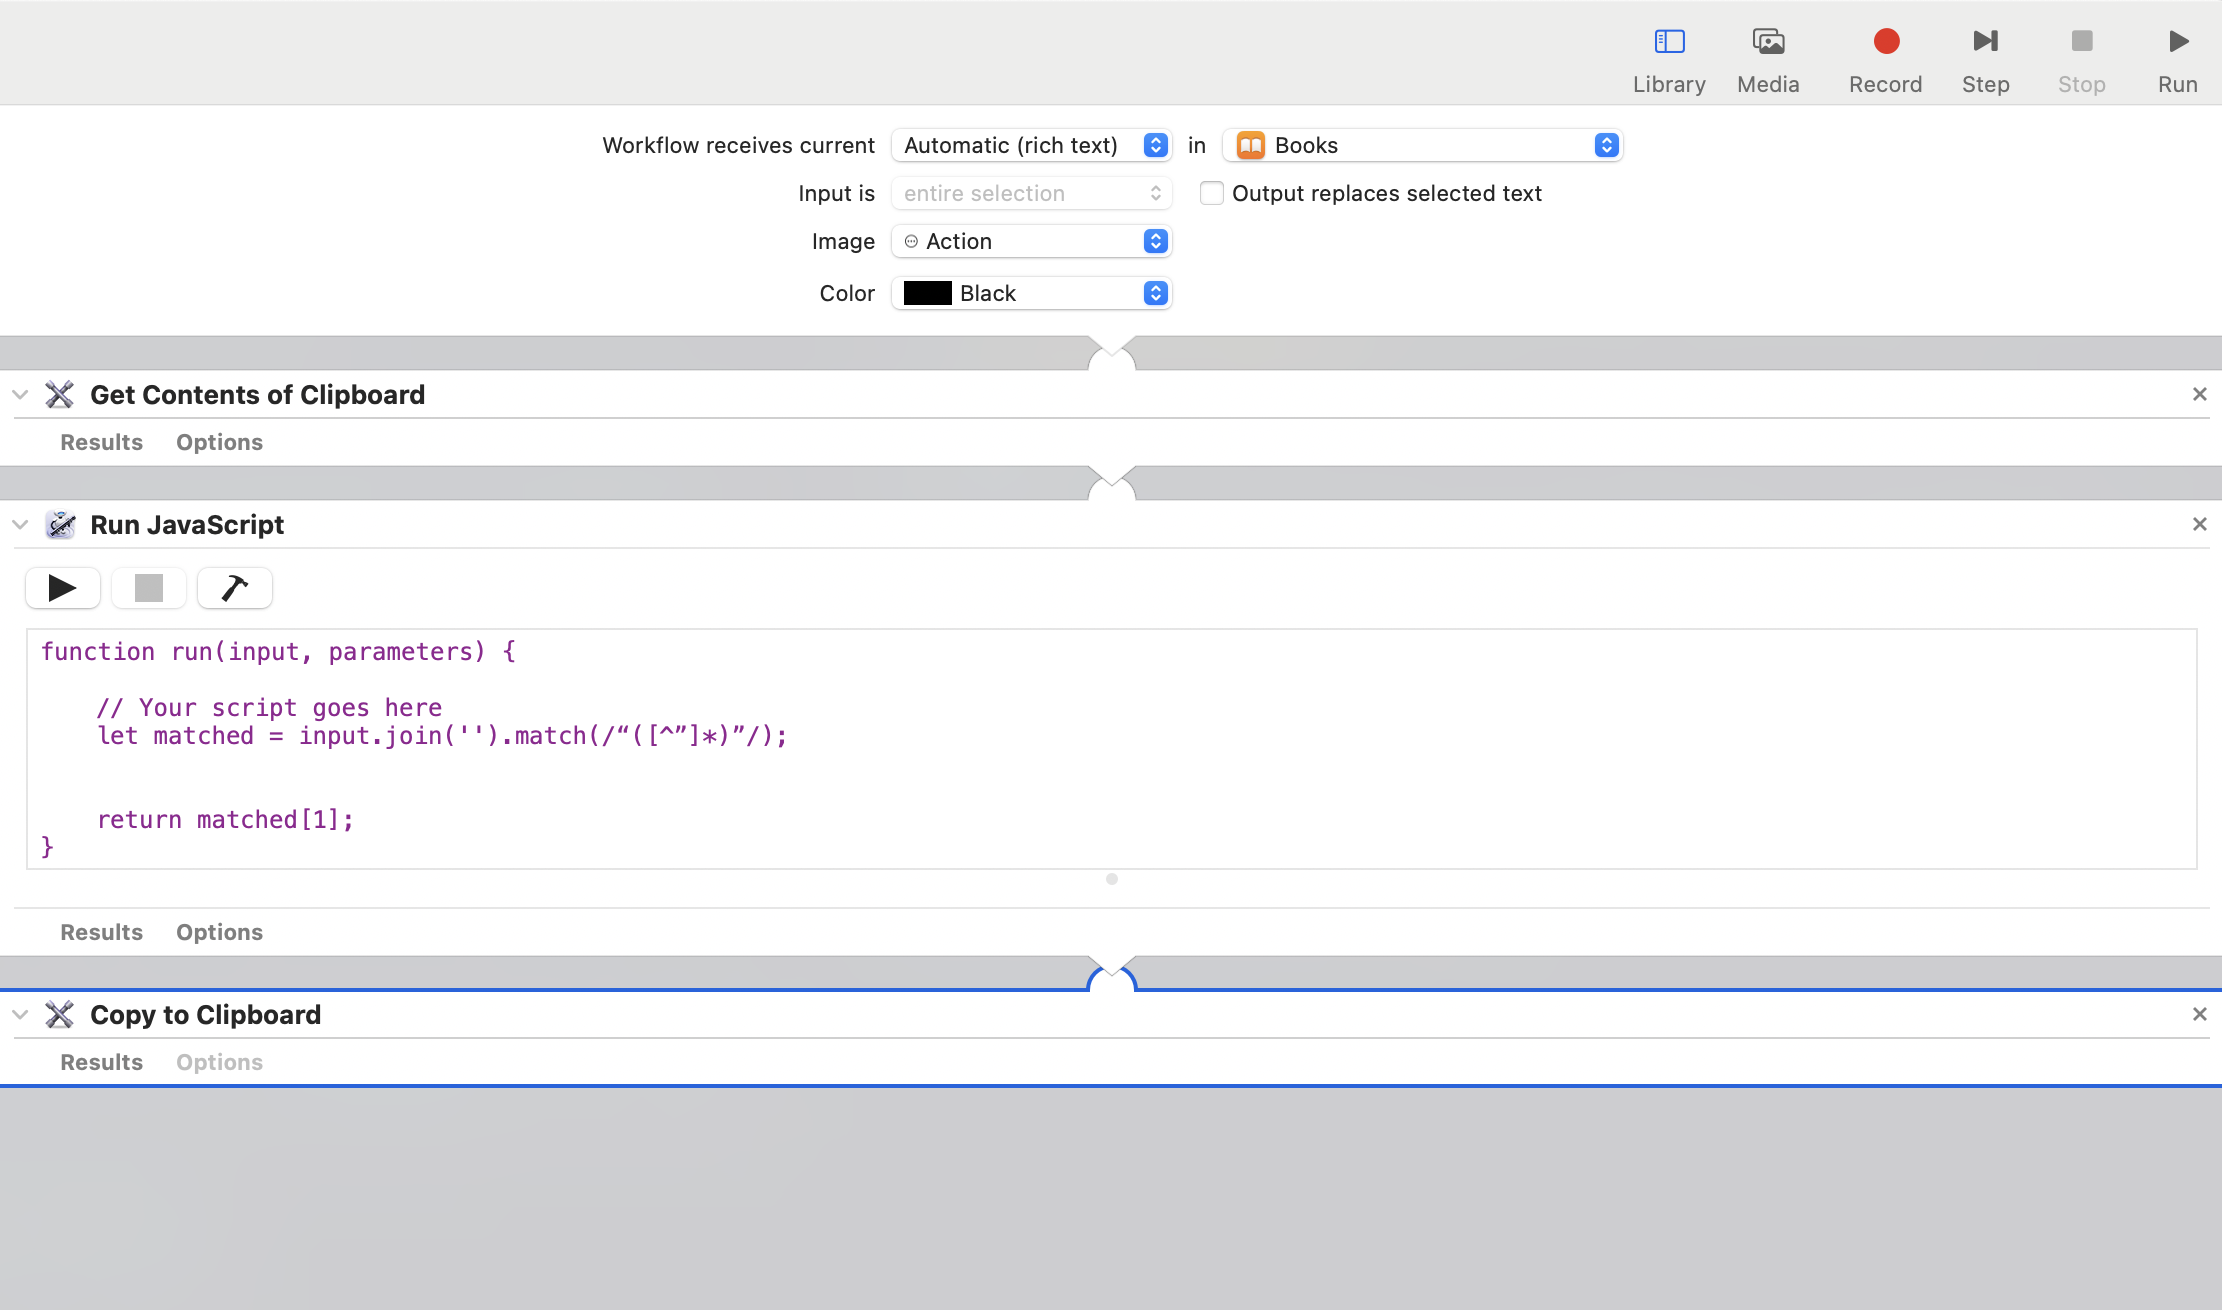 Library Media Record Step Stop Run
Workflow receives current Automatic (rich text) in Books
Input is entire selection Output replaces selected text
Image Action
Color Black
Get Contents of Clipboard
Results Options
Run JavaScript
function run(input, parameters) {
// Your script goes here
let matched = input.join('').match(/“([^”]*)”/);
return matched[1];
}
Results Options
Copy to Clipboard
Results Options